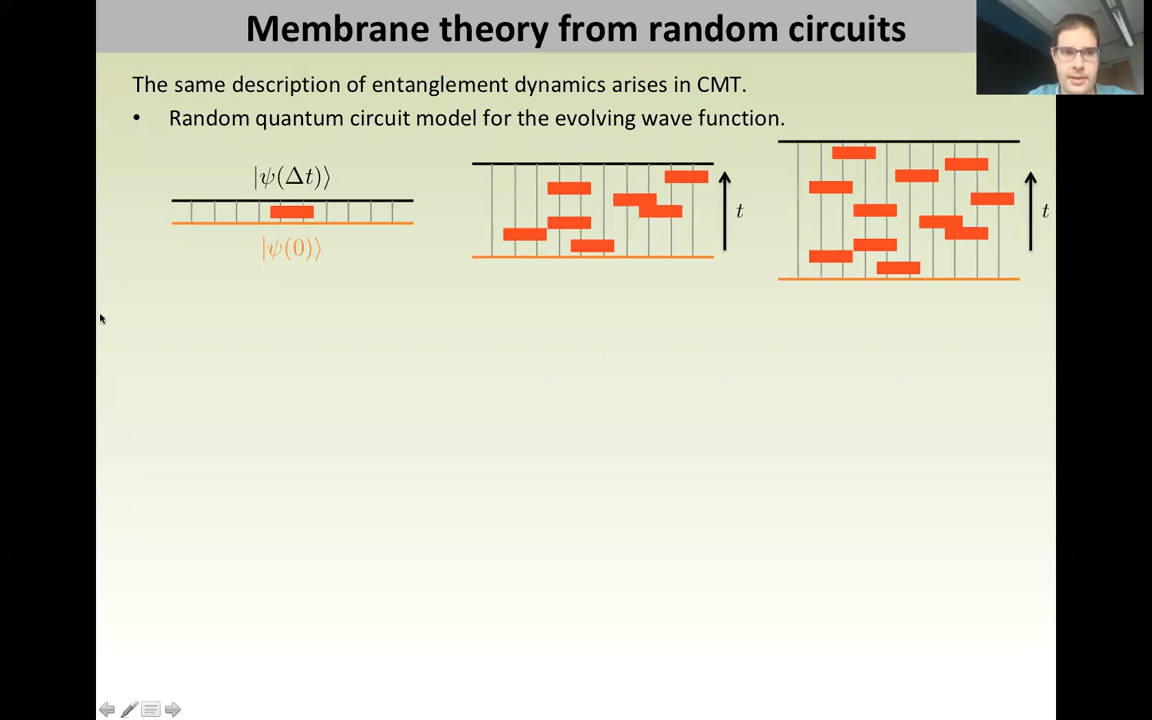 Membrane theory from random circuits
The same description of entanglement dynamics arises in CMT.
• Random quantum circuit model for the evolving wave function.
|ψ(Δt)⟩
|ψ(0)⟩
t
t